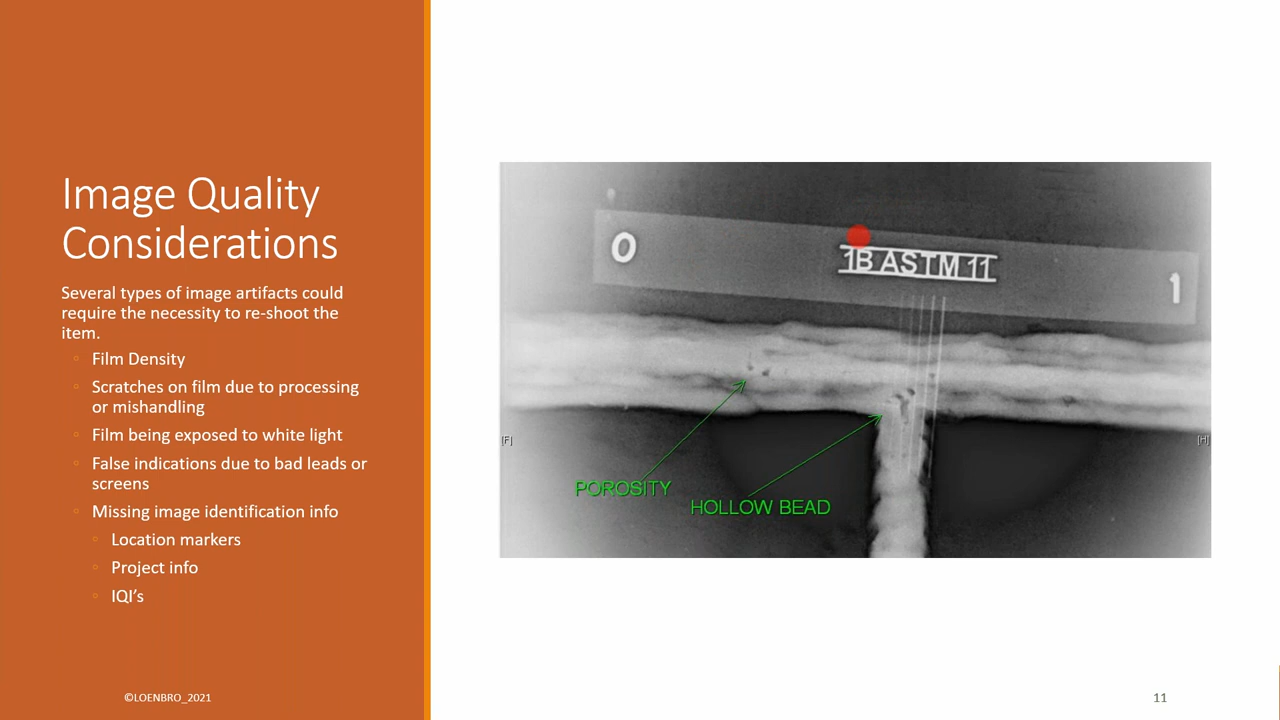 Image Quality
Considerations
Several types of image artifacts could
require the necessity to re-shoot the
item.
Film Density
Scratches on film due to processing
or mishandling
Film being exposed to white light
False indications due to bad leads or
screens
Missing image identification info
Location markers
Project info
IQI's
©LOENBRO_2021
0
1B ASTM 11
1
[F]
[H]
POROSITY
HOLLOW BEAD
11